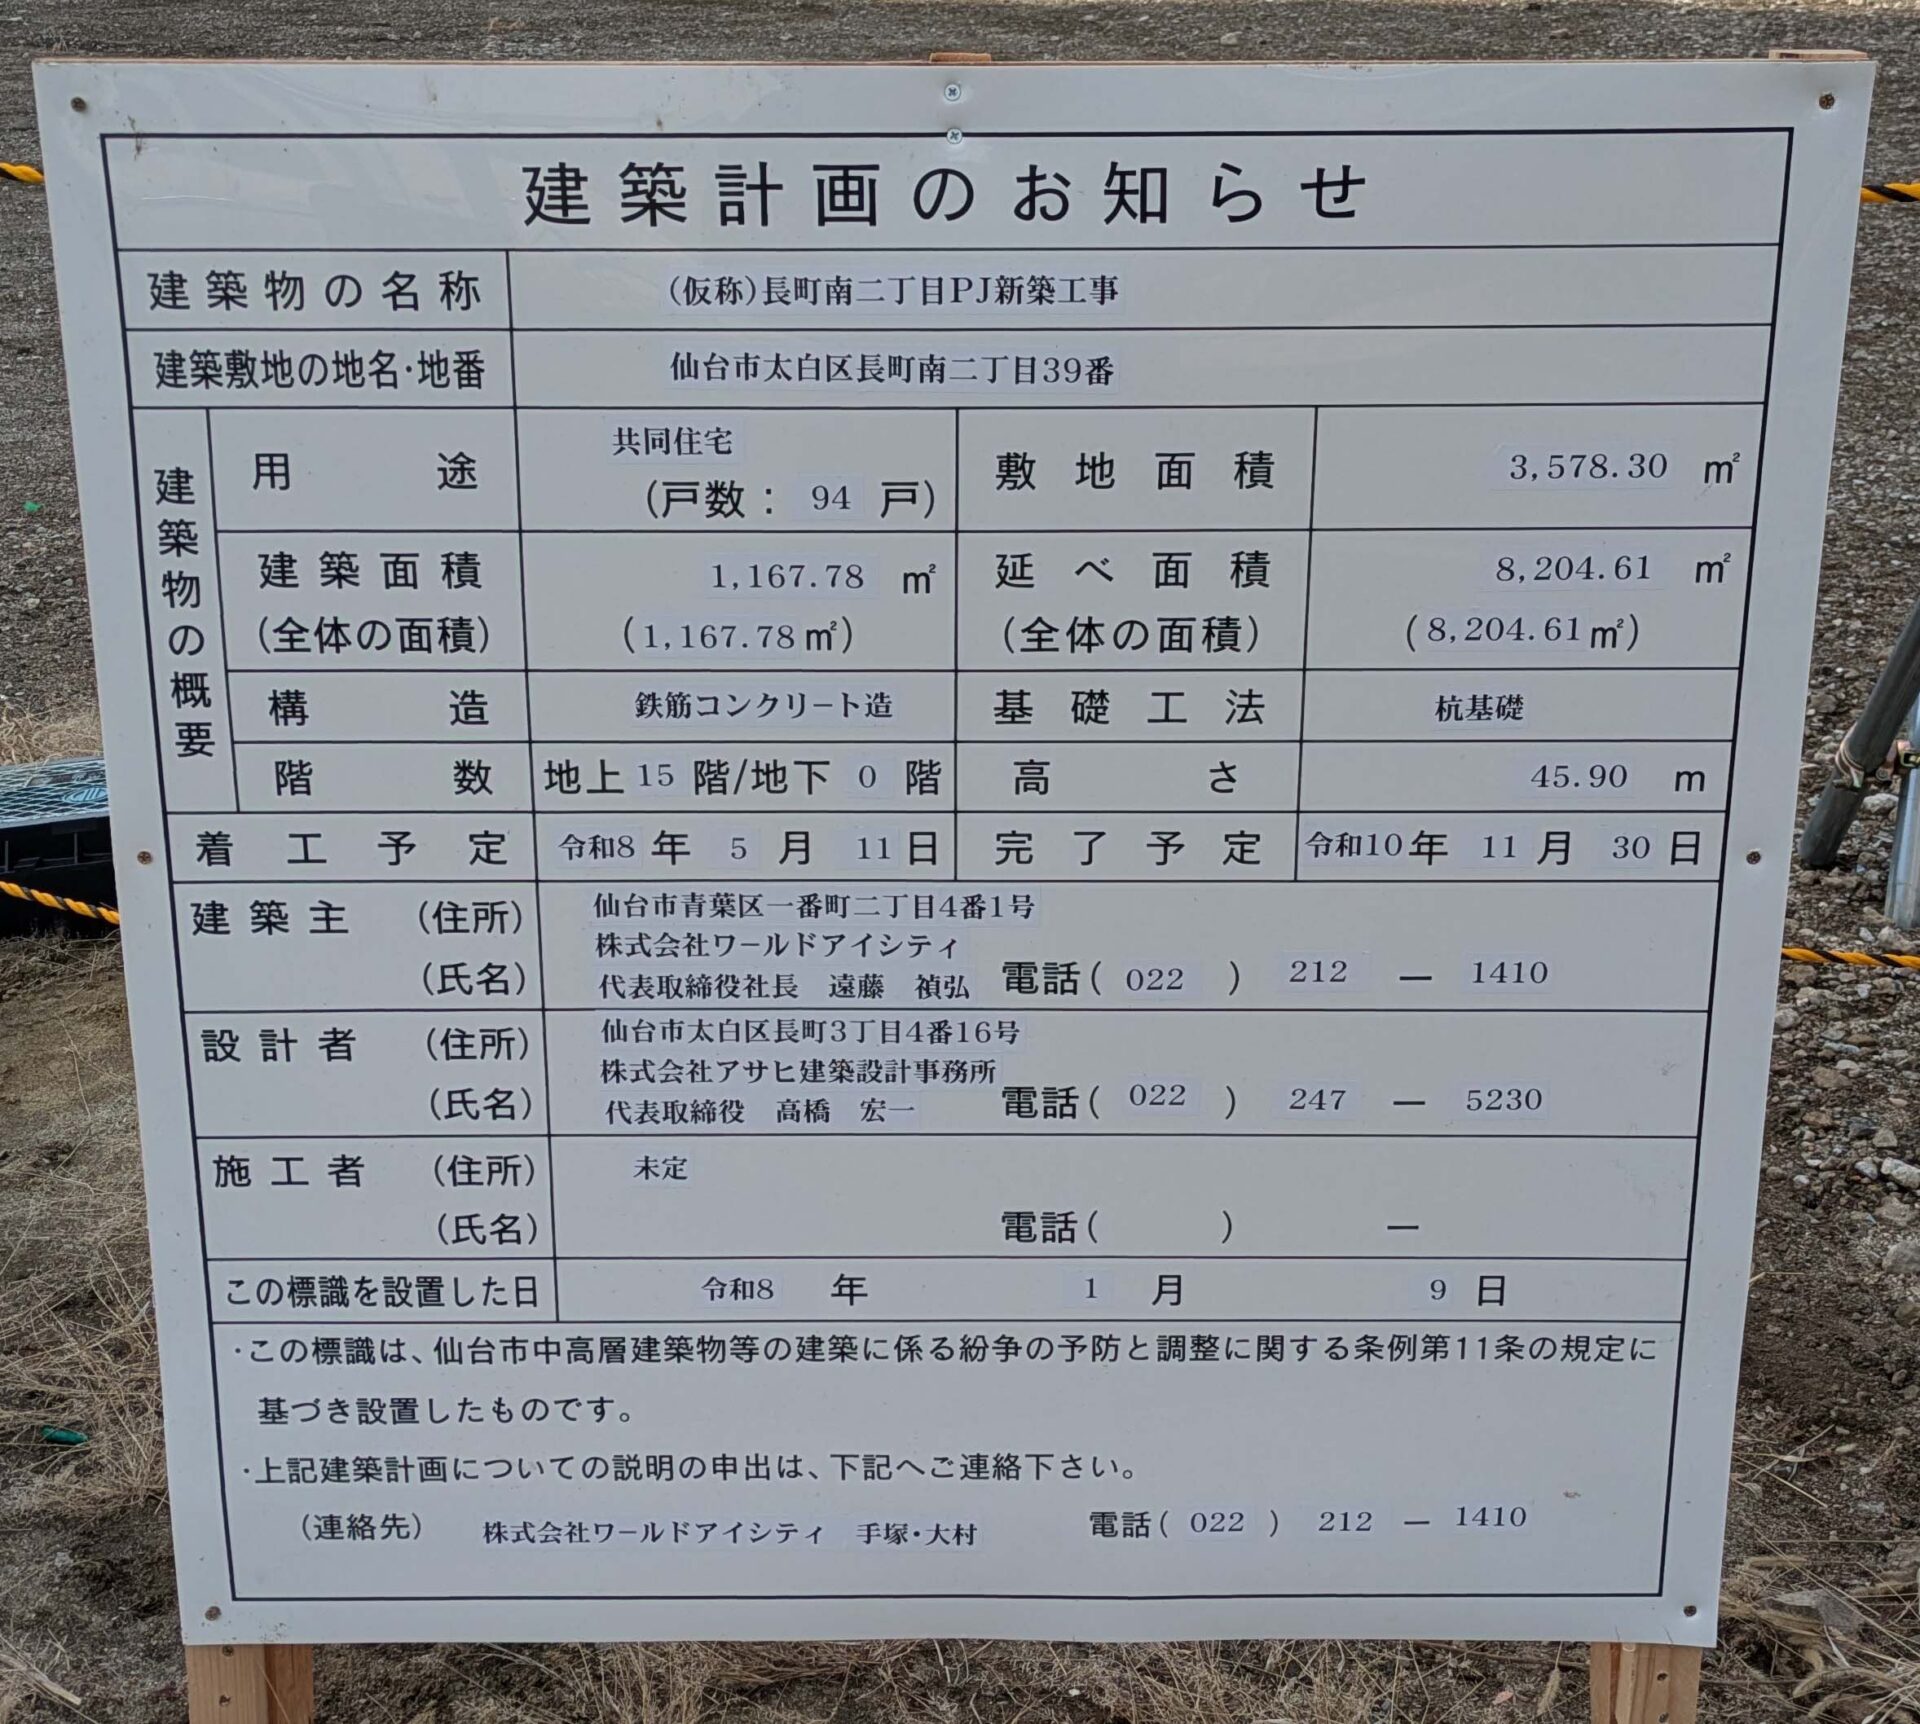 建築計画のお知らせ
建築物の名称 (仮称)長町南二丁目PJ新築工事
建築敷地の地名・地番 仙台市太白区長町南二丁目39番
建築物の概要
用途 共同住宅 (戸数: 94 戸) 敷地面積 3,578.30 ㎡
建築面積 1,167.78 ㎡ 延べ面積 8,204.61 ㎡
(全体の面積) (1,167.78㎡) (全体の面積) (8,204.61㎡)
構造 鉄筋コンクリート造 基礎工法 杭基礎
階数 地上 15 階/地下 0 階 高さ 45.90 m
着工予定 令和8 年 5 月 11 日 完了予定 令和10 年 11 月 30 日
建築主 (住所) 仙台市青葉区一番町二丁目4番1号
株式会社ワールドアイシティ
(氏名) 代表取締役社長 遠藤 禎弘 電話( 022 ) 212 ー 1410
設計者 (住所) 仙台市太白区長町3丁目4番16号
株式会社アサヒ建築設計事務所
(氏名) 代表取締役 高橋 宏一 電話( 022 ) 247 ー 5230
施工者 (住所) 未定
(氏名) 電話( ) ー
この標識を設置した日 令和8 年 1 月 9 日
・この標識は、仙台市中高層建築物等の建築に係る紛争の予防と調整に関する条例第11条の規定に
基づき設置したものです。
・上記建築計画についての説明の申出は、下記へご連絡下さい。
(連絡先) 株式会社ワールドアイシティ 手塚・大村 電話( 022 ) 212 ー 1410